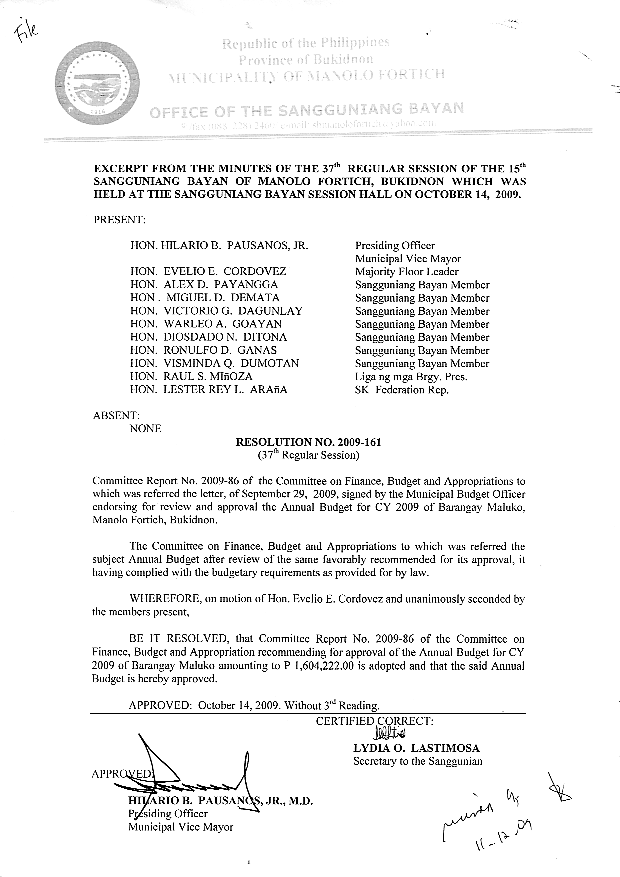 File
Republic of the Philippines
Province of Bukidnon
MUNICIPALITY OF MANOLO FORTICH
OFFICE OF THE SANGGUNIANG BAYAN
EXCERPT FROM THE MINUTES OF THE 37th REGULAR SESSION OF THE 15th
SANGGUNIANG BAYAN OF MANOLO FORTICH, BUKIDNON WHICH WAS
HELD AT THE SANGGUNIANG BAYAN SESSION HALL ON OCTOBER 14, 2009.
PRESENT:
HON. HILARIO B. PAUSANOS, JR. Presiding Officer
Municipal Vice Mayor
HON. EVELIO E. CORDOVEZ Majority Floor Leader
HON. ALEX D. PAYANGGA Sangguniang Bayan Member
HON . MIGUEL D. DEMATA Sangguniang Bayan Member
HON. VICTORIO G. DAGUNLAY Sangguniang Bayan Member
HON. WARLEO A. GOAYAN Sangguniang Bayan Member
HON. DIOSDADO N. DITONA Sangguniang Bayan Member
HON. RONULFO D. GANAS Sangguniang Bayan Member
HON. VISMINDA Q. DUMOTAN Sangguniang Bayan Member
HON. RAUL S. MIñOZA Liga ng mga Brgy. Pres.
HON. LESTER REY L. ARAñA SK Federation Rep.
ABSENT:
NONE
RESOLUTION NO. 2009-161
(37th Regular Session)
Committee Report No. 2009-86 of the Committee on Finance, Budget and Appropriations to
which was referred the letter, of September 29, 2009, signed by the Municipal Budget Officer
endorsing for review and approval the Annual Budget for CY 2009 of Barangay Maluko,
Manolo Fortich, Bukidnon.
The Committee on Finance, Budget and Appropriations to which was referred the
subject Annual Budget after review of the same favorably recommended for its approval, it
having complied with the budgetary requirements as provided for by law.
WHEREFORE, on motion of Hon. Evelio E. Cordovez and unanimously seconded by
the members present,
BE IT RESOLVED, that Committee Report No. 2009-86 of the Committee on
Finance, Budget and Appropriation recommending for approval of the Annual Budget for CY
2009 of Barangay Maluko amounting to P 1,604,222.00 is adopted and that the said Annual
Budget is hereby approved.
APPROVED: October 14, 2009. Without 3rd Reading.
CERTIFIED CORRECT:
LYDIA O. LASTIMOSA
Secretary to the Sanggunian
APPROVED:
HILARIO B. PAUSANOS, JR., M.D.
Presiding Officer
Municipal Vice Mayor
11-12-09